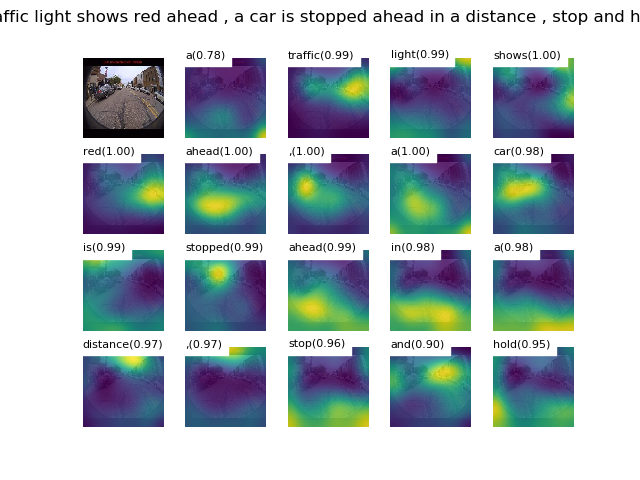 affic light shows red ahead , a car is stopped ahead in a distance , stop and h
a(0.78) traffic(0.99) light(0.99) shows(1.00)
red(1.00) ahead(1.00) ,(1.00) a(1.00) car(0.98)
is(0.99) stopped(0.99) ahead(0.99) in(0.98) a(0.98)
distance(0.97) ,(0.97) stop(0.96) and(0.90) hold(0.95)